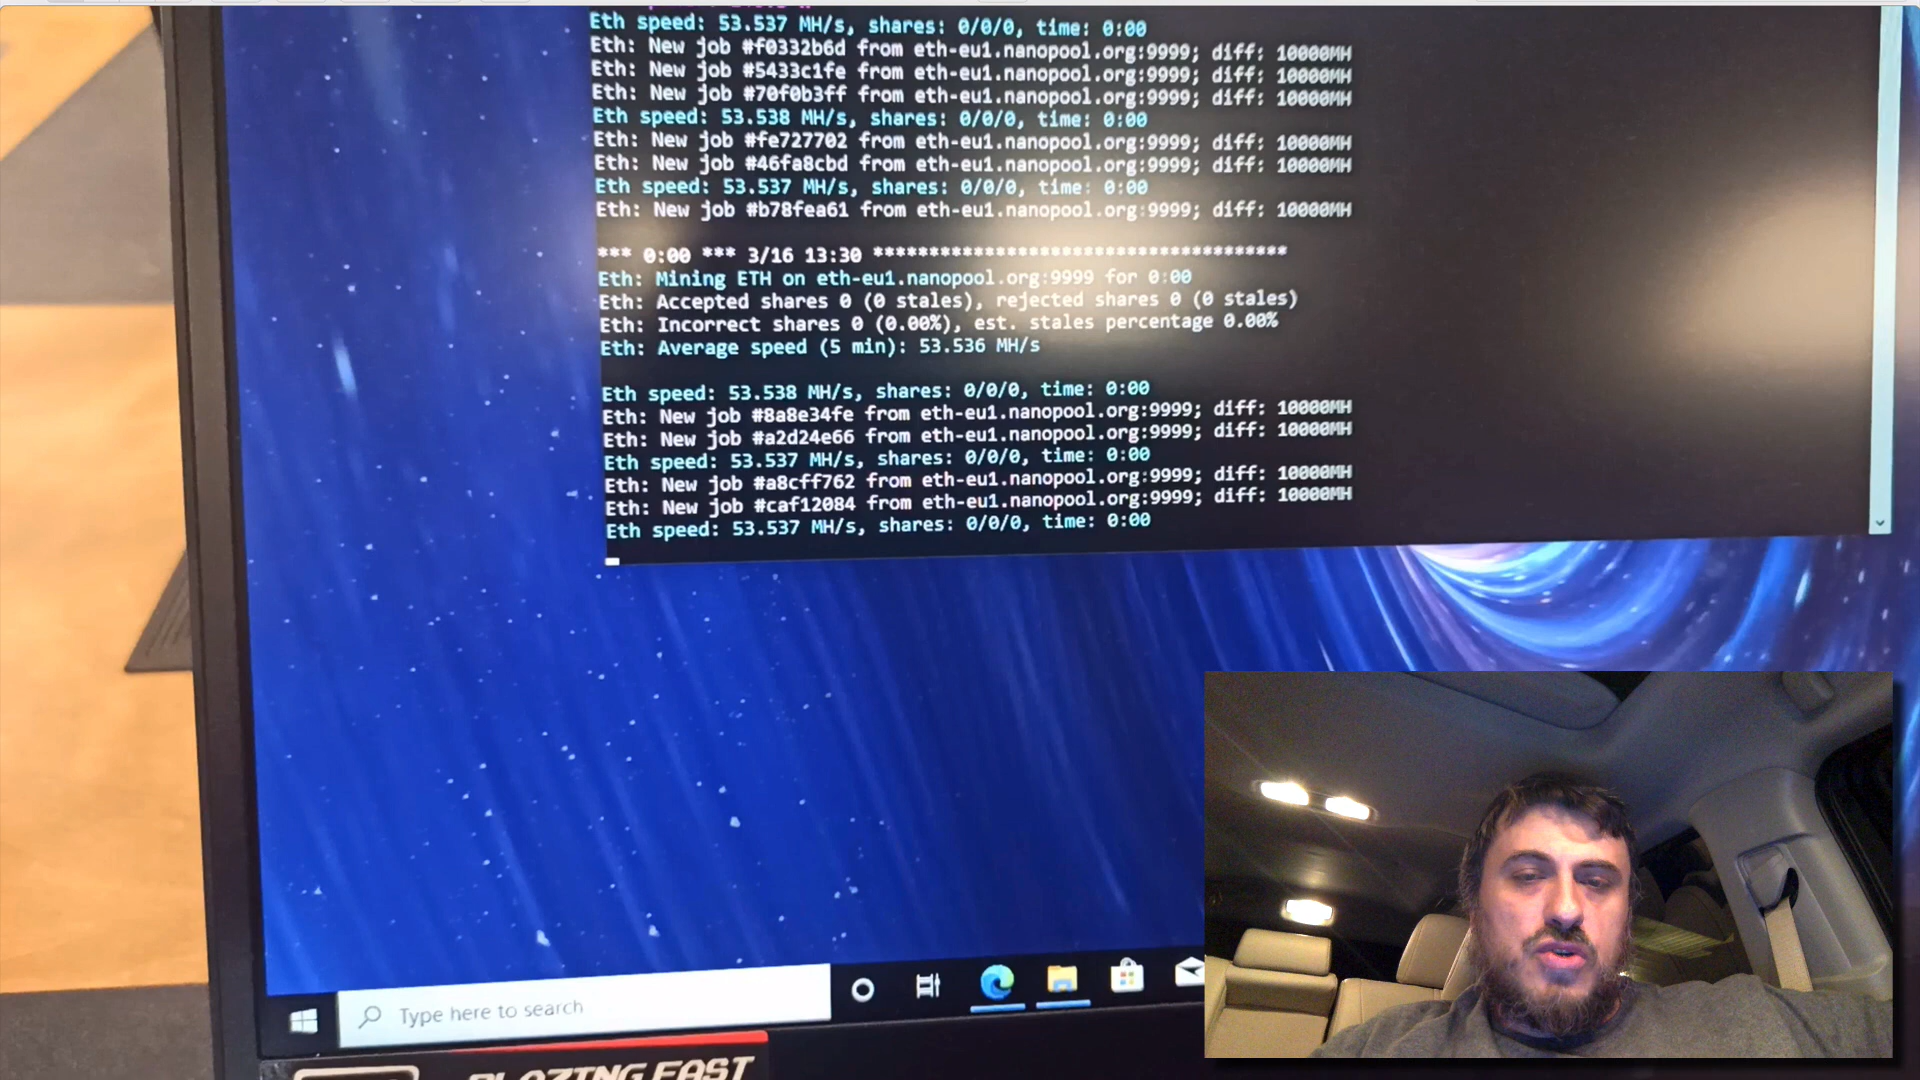 Eth speed: 53.537 MH/s, shares: 0/0/0, time: 0:00
Eth: New job #f0332b6d from eth-eu1.nanopool.org:9999; diff: 10000MH
Eth: New job #5433c1fe from eth-eu1.nanopool.org:9999; diff: 10000MH
Eth: New job #70f0b3ff from eth-eu1.nanopool.org:9999; diff: 10000MH
Eth speed: 53.538 MH/s, shares: 0/0/0, time: 0:00
Eth: New job #fe727702 from eth-eu1.nanopool.org:9999; diff: 10000MH
Eth: New job #46fa8cbd from eth-eu1.nanopool.org:9999; diff: 10000MH
Eth speed: 53.537 MH/s, shares: 0/0/0, time: 0:00
Eth: New job #b78fea61 from eth-eu1.nanopool.org:9999; diff: 10000MH
*** 0:00 *** 3/16 13:30 ************************************
Eth: Mining ETH on eth-eu1.nanopool.org:9999 for 0:00
Eth: Accepted shares 0 (0 stales), rejected shares 0 (0 stales)
Eth: Incorrect shares 0 (0.00%), est. stales percentage 0.00%
Eth: Average speed (5 min): 53.536 MH/s
Eth speed: 53.538 MH/s, shares: 0/0/0, time: 0:00
Eth: New job #8a8e34fe from eth-eu1.nanopool.org:9999; diff: 10000MH
Eth: New job #a2d24e66 from eth-eu1.nanopool.org:9999; diff: 10000MH
Eth speed: 53.537 MH/s, shares: 0/0/0, time: 0:00
Eth: New job #a8cff762 from eth-eu1.nanopool.org:9999; diff: 10000MH
Eth: New job #caf12084 from eth-eu1.nanopool.org:9999; diff: 10000MH
Eth speed: 53.537 MH/s, shares: 0/0/0, time: 0:00
Type here to search
BLAZING FAST